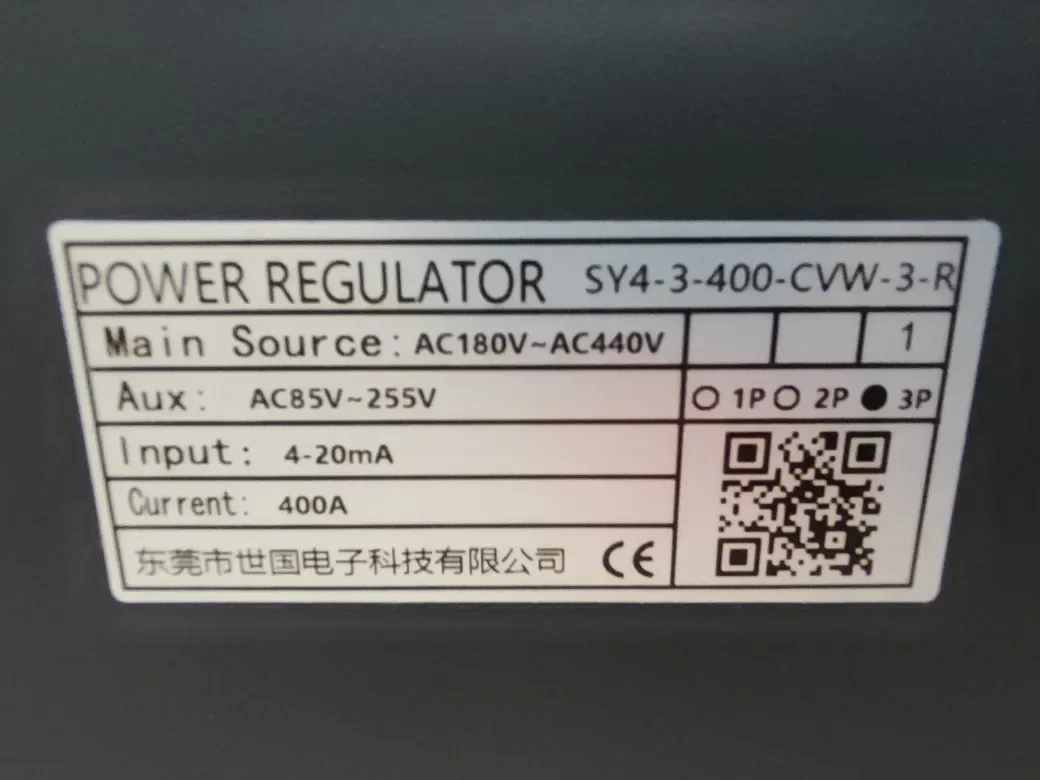 POWER REGULATOR SY4-3-400-CVW-3-R
Main Source: AC180V~AC440V 1
Aux: AC85V~255V ○ 1P ○ 2P ● 3P
Input: 4-20mA
Current: 400A
东莞市世国电子科技有限公司 CE